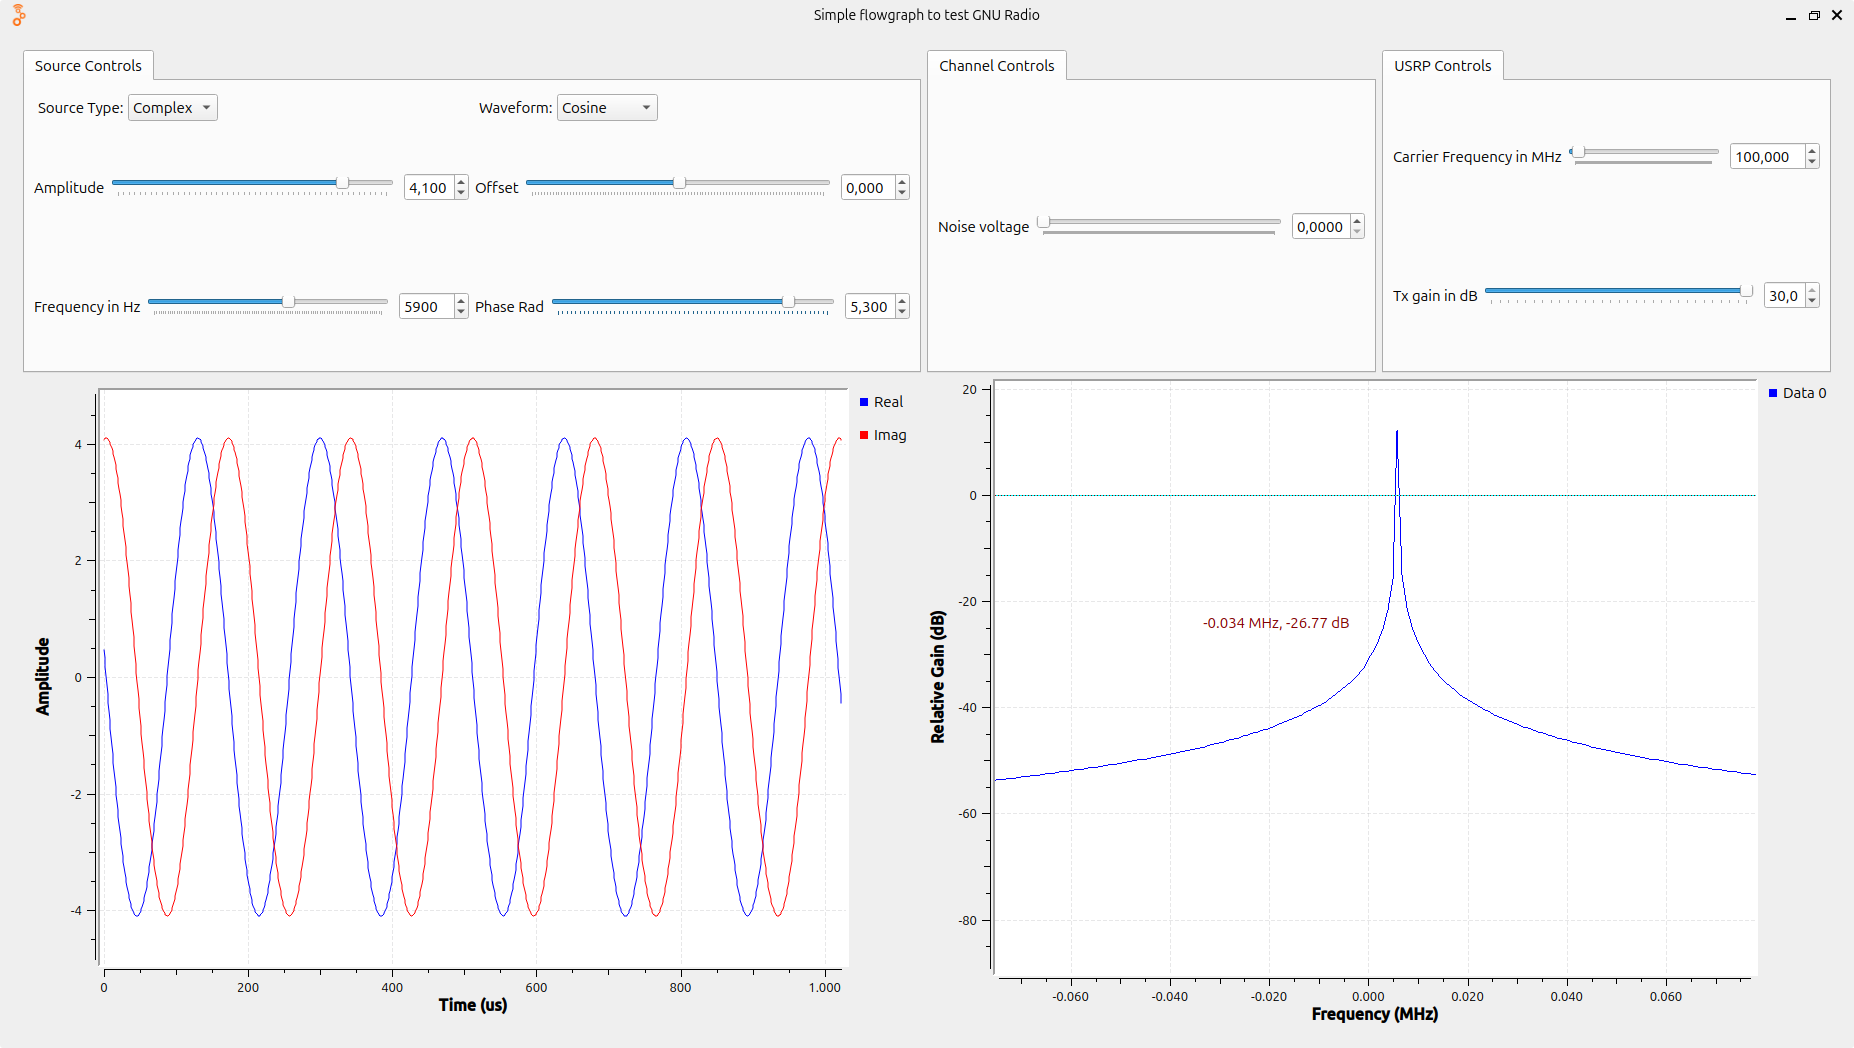 Simple flowgraph to test GNU Radio
Source Controls
Source Type: Complex
Waveform: Cosine
Amplitude 4,100
Offset 0,000
Frequency in Hz 5900
Phase Rad 5,300
Channel Controls
Noise voltage 0,0000
USRP Controls
Carrier Frequency in MHz 100,000
Tx gain in dB 30,0
Amplitude
4
2
0
-2
-4
0 200 400 600 800 1.000
Time (us)
Real
Imag
Relative Gain (dB)
20
0
-20
-40
-60
-80
-0.034 MHz, -26.77 dB
-0.060 -0.040 -0.020 0.000 0.020 0.040 0.060
Frequency (MHz)
Data 0